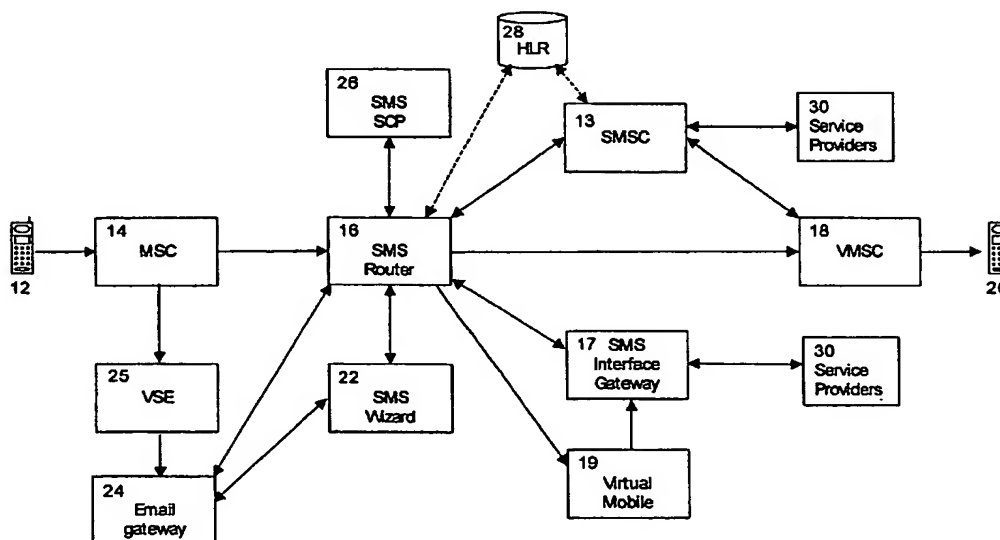 28
HLR
26
SMS
SCP
13
SMSC
30
Service
Providers
12
14
MSC
16
SMS
Router
18
VMSC
20
25
VSE
22
SMS
Wizard
17
SMS
Interface
Gateway
30
Service
Providers
24
Email
gateway
19
Virtual
Mobile